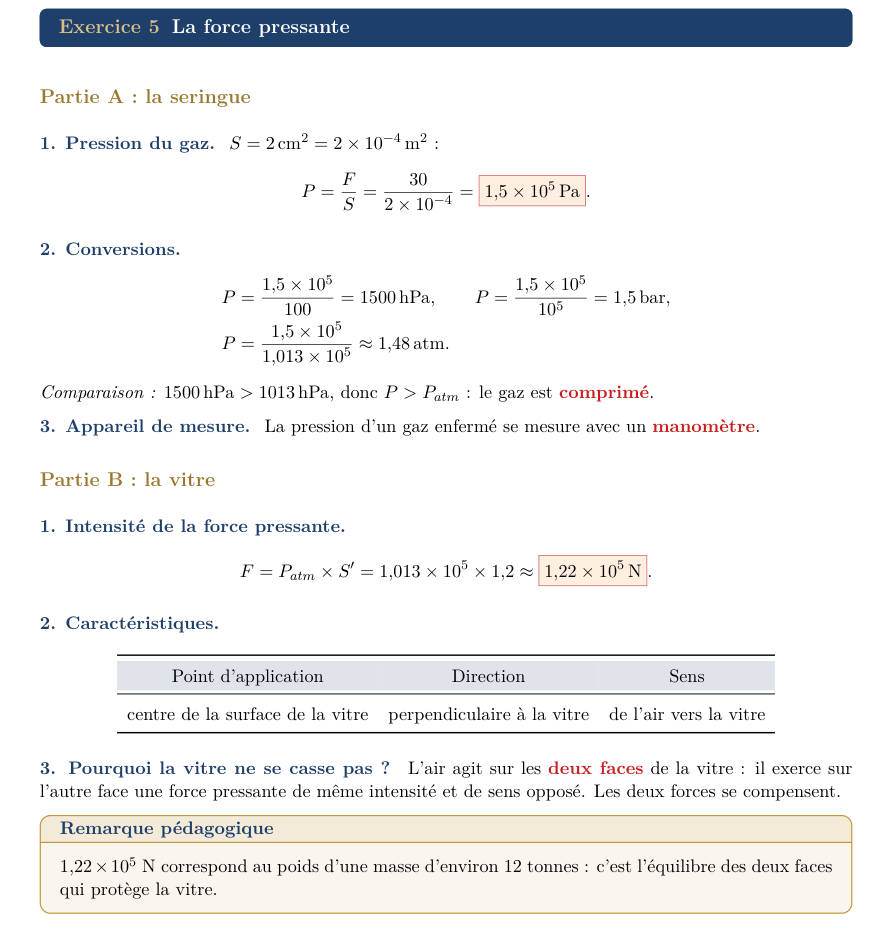 Exercice 5 La force pressante
Partie A : la seringue
1. Pression du gaz. S = 2 cm² = 2 × 10⁻⁴ m² :
P = F/S = 30/(2 × 10⁻⁴) = 1,5 × 10⁵ Pa.
2. Conversions.
P = (1,5 × 10⁵)/100 = 1500 hPa, P = (1,5 × 10⁵)/10⁵ = 1,5 bar,
P = (1,5 × 10⁵)/(1,013 × 10⁵) ≈ 1,48 atm.
Comparaison : 1500 hPa > 1013 hPa, donc P > Pₐₜₘ : le gaz est comprimé.
3. Appareil de mesure. La pression d'un gaz enfermé se mesure avec un manomètre.
Partie B : la vitre
1. Intensité de la force pressante.
F = Pₐₜₘ × S′ = 1,013 × 10⁵ × 1,2 ≈ 1,22 × 10⁵ N.
2. Caractéristiques.
Point d'application Direction Sens
centre de la surface de la vitre perpendiculaire à la vitre de l'air vers la vitre
3. Pourquoi la vitre ne se casse pas ? L'air agit sur les deux faces de la vitre : il exerce sur
l'autre face une force pressante de même intensité et de sens opposé. Les deux forces se compensent.
Remarque pédagogique
1,22 × 10⁵ N correspond au poids d'une masse d'environ 12 tonnes : c'est l'équilibre des deux faces
qui protège la vitre.